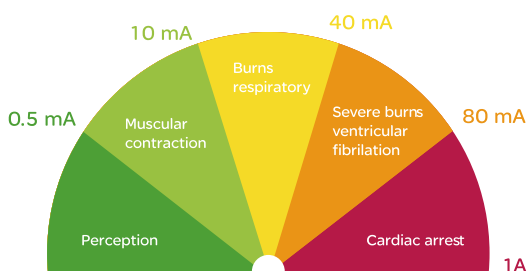 40 mA
10 mA
Burns
respiratory
Severe burns
ventricular
fibrilation
0.5 mA
Muscular
contraction
80 mA
Perception
Cardiac arrest
1A